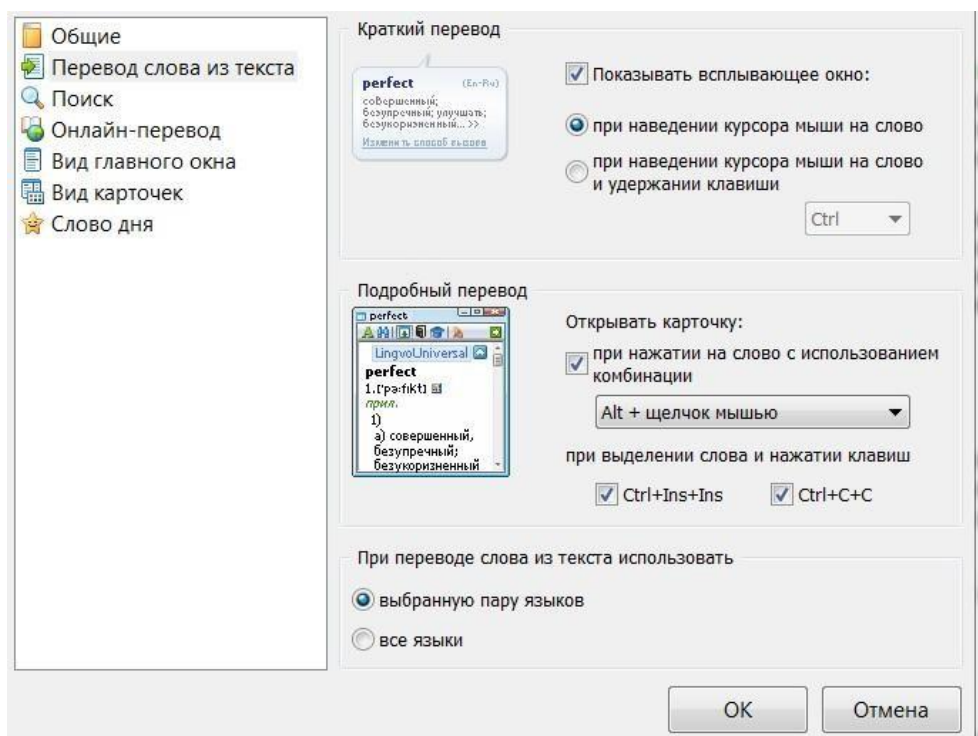 Общие
Перевод слова из текста
Поиск
Онлайн-перевод
Вид главного окна
Вид карточек
Слово дня
Краткий перевод
perfect (En-Ru)
совершенный;
безупречный; улучшать;
безукоризненный... >>
Изменить способ вызова
Показывать всплывающее окно:
при наведении курсора мыши на слово
при наведении курсора мыши на слово
и удержании клавиши
Ctrl
Подробный перевод
perfect
LingvoUniversal
perfect
1.['pɜ:fɪkt]
прил.
1)
а) совершенный,
безупречный;
безукоризненный
Открывать карточку:
при нажатии на слово с использованием
комбинации
Alt + щелчок мышью
при выделении слова и нажатии клавиш
Ctrl+Ins+Ins Ctrl+C+C
При переводе слова из текста использовать
выбранную пару языков
все языки
ОК Отмена